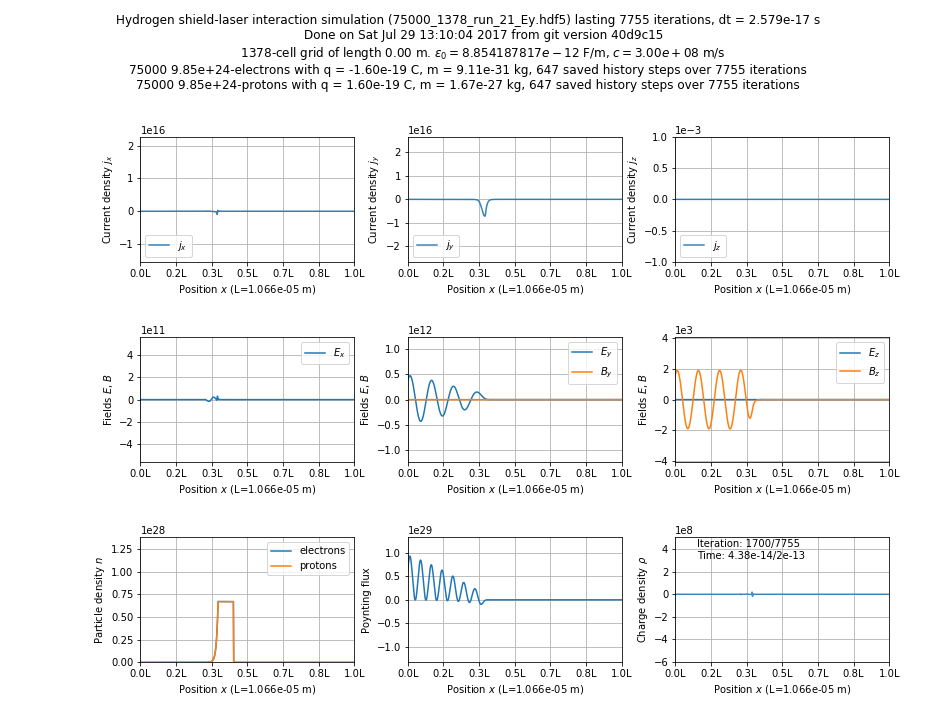 Hydrogen shield-laser interaction simulation (75000_1378_run_21_Ey.hdf5) lasting 7755 iterations, dt = 2.579e-17 s
Done on Sat Jul 29 13:10:04 2017 from git version 40d9c15
1378-cell grid of length 0.00 m. ε₀ = 8.854187817e − 12 F/m, c = 3.00e + 08 m/s
75000 9.85e+24-electrons with q = -1.60e-19 C, m = 9.11e-31 kg, 647 saved history steps over 7755 iterations
75000 9.85e+24-protons with q = 1.60e-19 C, m = 1.67e-27 kg, 647 saved history steps over 7755 iterations
1e16
Current density jₓ
2
1
0
−1
jₓ
0.0L 0.2L 0.3L 0.5L 0.7L 0.8L 1.0L
Position x (L=1.066e-05 m)
1e16
Current density j_y
2
1
0
−1
−2
j_y
0.0L 0.2L 0.3L 0.5L 0.7L 0.8L 1.0L
Position x (L=1.066e-05 m)
1e−3
Current density j_z
1.0
0.5
0.0
−0.5
−1.0
j_z
0.0L 0.2L 0.3L 0.5L 0.7L 0.8L 1.0L
Position x (L=1.066e-05 m)
1e11
Fields E, B
4
2
0
−2
−4
Eₓ
0.0L 0.2L 0.3L 0.5L 0.7L 0.8L 1.0L
Position x (L=1.066e-05 m)
1e12
Fields E, B
1.0
0.5
0.0
−0.5
−1.0
E_y
B_y
0.0L 0.2L 0.3L 0.5L 0.7L 0.8L 1.0L
Position x (L=1.066e-05 m)
1e3
Fields E, B
4
2
0
−2
−4
E_z
B_z
0.0L 0.2L 0.3L 0.5L 0.7L 0.8L 1.0L
Position x (L=1.066e-05 m)
1e28
Particle density n
1.25
1.00
0.75
0.50
0.25
0.00
electrons
protons
0.0L 0.2L 0.3L 0.5L 0.7L 0.8L 1.0L
Position x (L=1.066e-05 m)
1e29
Poynting flux
1.0
0.5
0.0
−0.5
−1.0
0.0L 0.2L 0.3L 0.5L 0.7L 0.8L 1.0L
Position x (L=1.066e-05 m)
1e8
Charge density ρ
4
2
0
−2
−4
−6
Iteration: 1700/7755
Time: 4.38e-14/2e-13
0.0L 0.2L 0.3L 0.5L 0.7L 0.8L 1.0L
Position x (L=1.066e-05 m)